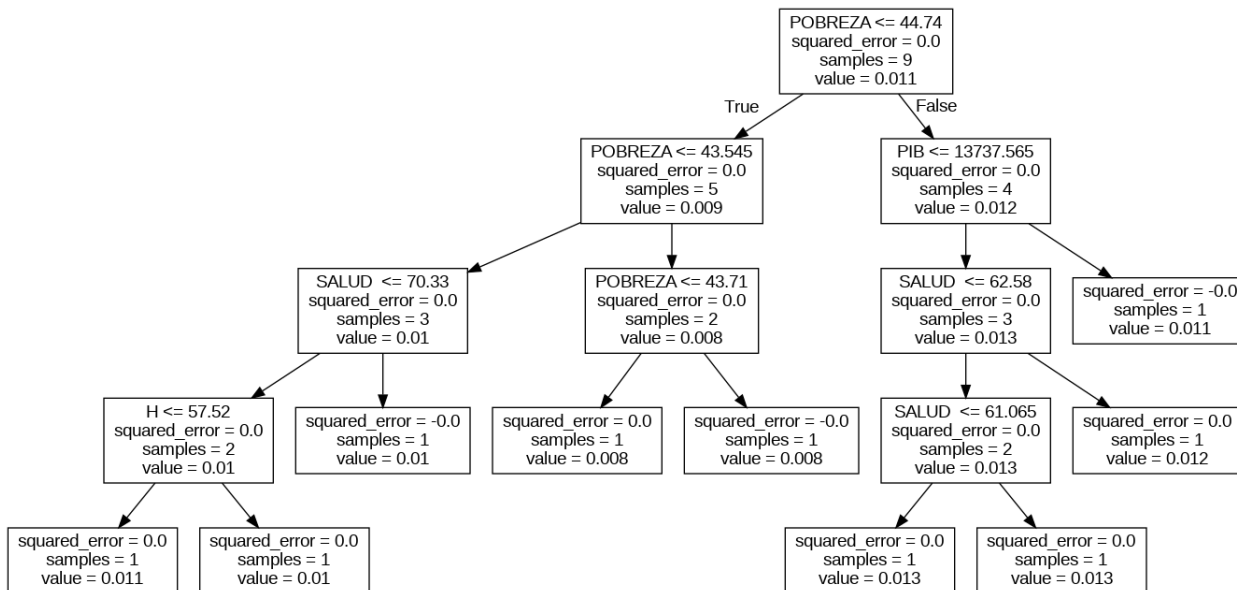 POBREZA <= 44.74
squared_error = 0.0
samples = 9
value = 0.011
True
False
POBREZA <= 43.545
squared_error = 0.0
samples = 5
value = 0.009
PIB <= 13737.565
squared_error = 0.0
samples = 4
value = 0.012
SALUD <= 70.33
squared_error = 0.0
samples = 3
value = 0.01
POBREZA <= 43.71
squared_error = 0.0
samples = 2
value = 0.008
SALUD <= 62.58
squared_error = 0.0
samples = 3
value = 0.013
squared_error = -0.0
samples = 1
value = 0.011
H <= 57.52
squared_error = 0.0
samples = 2
value = 0.01
squared_error = -0.0
samples = 1
value = 0.01
squared_error = 0.0
samples = 1
value = 0.008
squared_error = -0.0
samples = 1
value = 0.008
SALUD <= 61.065
squared_error = 0.0
samples = 2
value = 0.013
squared_error = 0.0
samples = 1
value = 0.012
squared_error = 0.0
samples = 1
value = 0.011
squared_error = 0.0
samples = 1
value = 0.01
squared_error = 0.0
samples = 1
value = 0.013
squared_error = 0.0
samples = 1
value = 0.013